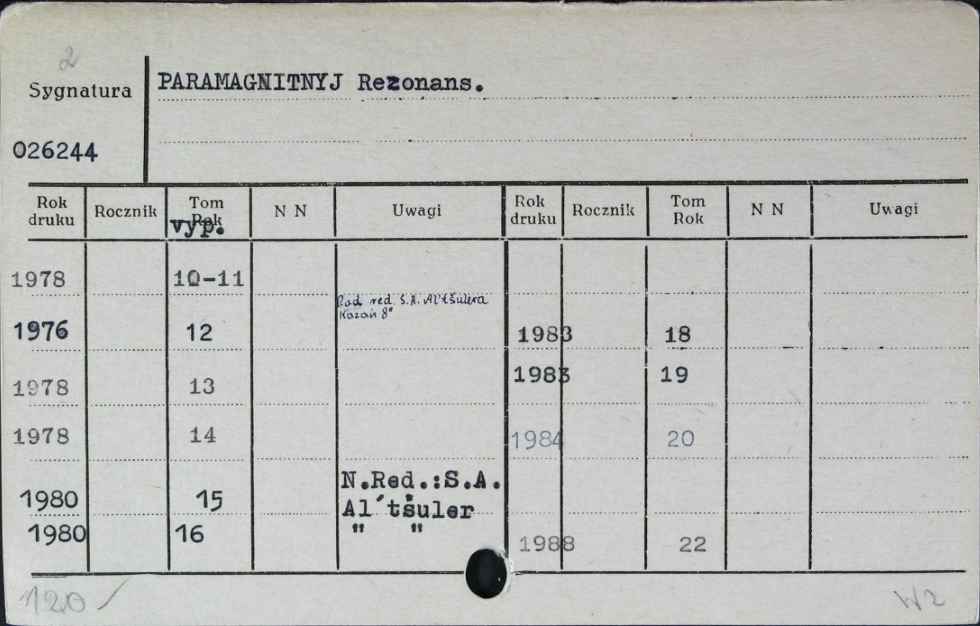 2
Sygnatura
PARAMAGNITNYJ Rezonans.
026244
Rok druku Rocznik Tom Rok vyp. N N Uwagi Rok druku Rocznik Tom Rok N N Uwagi
1978 10-11
Pod red. S.A. Al'tšulera
Kazań 8°
1976 12 1983 18
1978 13 1983 19
1978 14 1984 20
1980 15 N.Red.:S.A. Al'tšuler
1980 16 " "
1988 22
120 /
W2